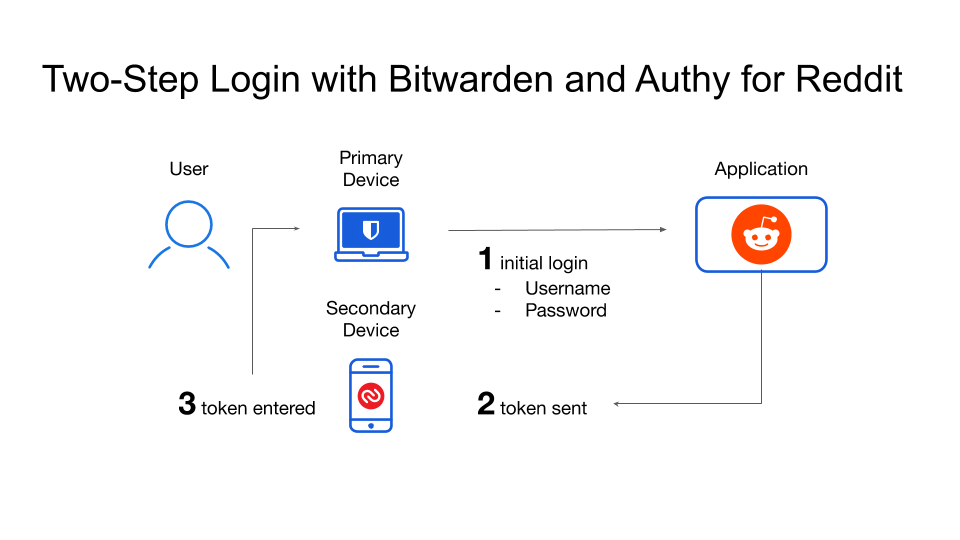 Two-Step Login with Bitwarden and Authy for Reddit
User
Primary
Device
Application
1 initial login
- Username
- Password
Secondary
Device
3 token entered
2 token sent